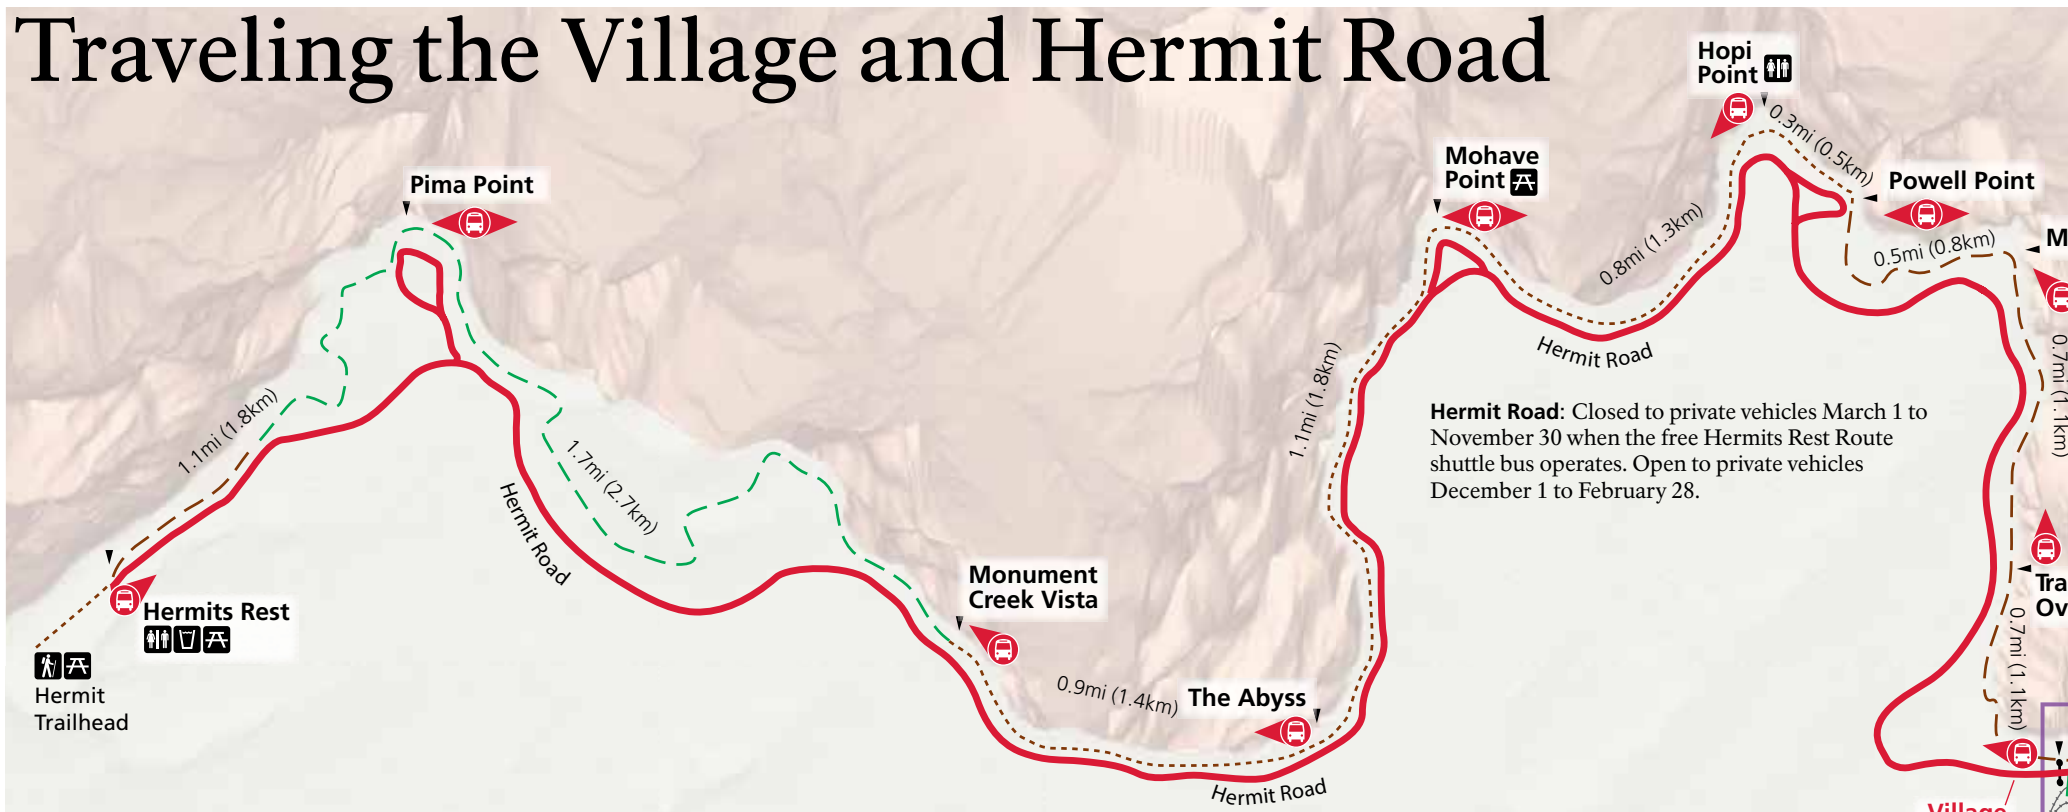 Traveling the Village and Hermit Road
Hopi
Point
0.3mi (0.5km)
Mohave
Point
Pima Point
Powell Point
0.8mi (1.3km)
0.5mi (0.8km)
M
0.7mi (1.1km)
Hermit Road
1.1mi (1.8km)
Hermit Road: Closed to private vehicles March 1 to
November 30 when the free Hermits Rest Route
shuttle bus operates. Open to private vehicles
December 1 to February 28.
1.1mi (1.8km)
1.7mi (2.7km)
Hermit Road
Monument
Creek Vista
Tra
Ov
0.7mi (1.1km)
Hermits Rest
Hermit
Trailhead
0.9mi (1.4km)
The Abyss
Hermit Road
Village